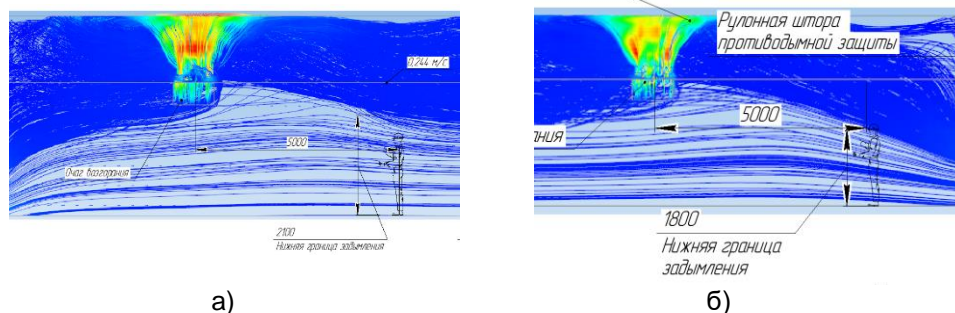 0,244 м/с
5000
Очаг возгорания
2100
Нижняя граница задымления
а)
Рулонная штора
противодымной защиты
5000
ания
1800
Нижняя граница
задымления
б)